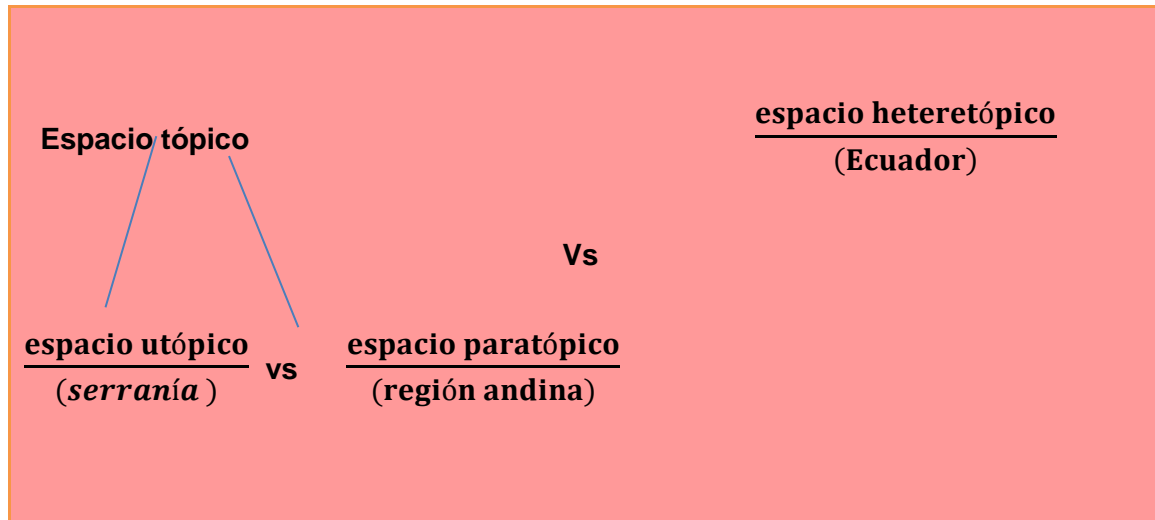 Espacio tópico
espacio heteretópico
(Ecuador)
Vs
espacio utópico
(serranía )
vs
espacio paratópico
(región andina)